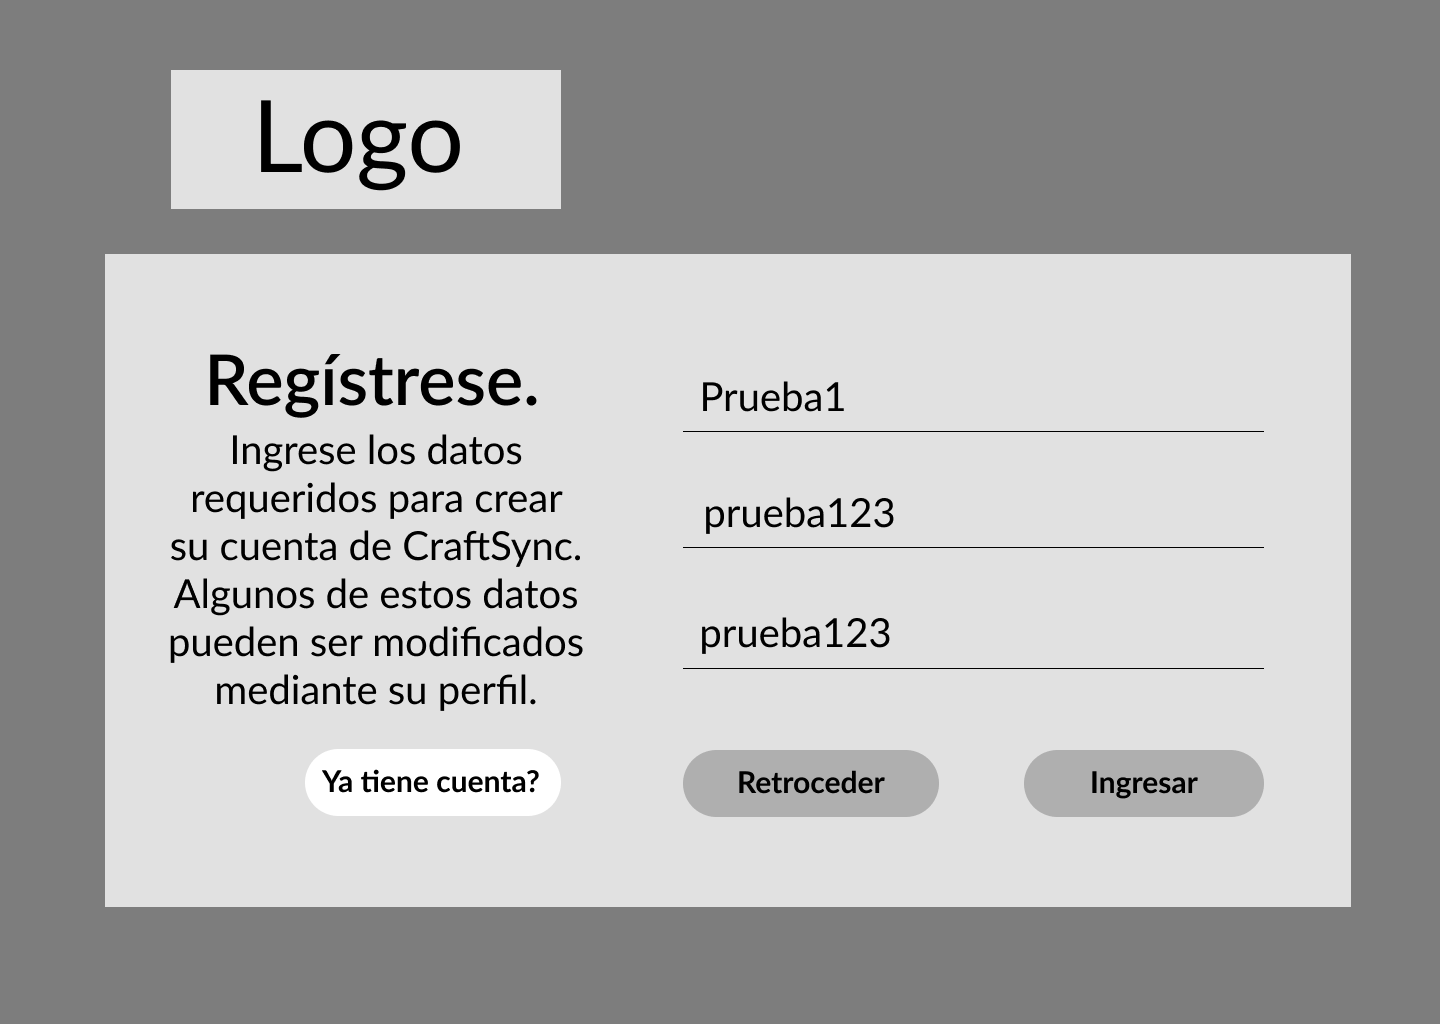 Logo
Regístrese.
Ingrese los datos
requeridos para crear
su cuenta de CraftSync.
Algunos de estos datos
pueden ser modificados
mediante su perfil.
Ya tiene cuenta?
Prueba1
prueba123
prueba123
Retroceder
Ingresar